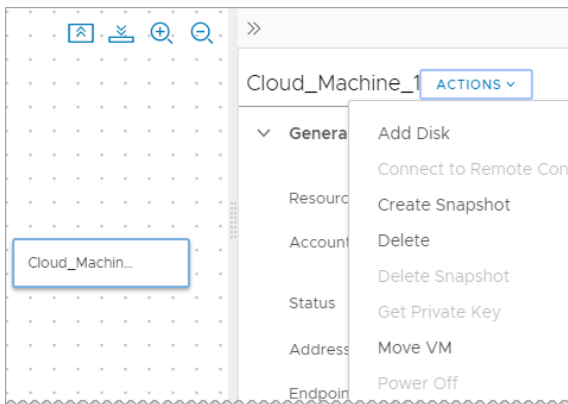 Cloud_Machine_1 ACTIONS
General
Add Disk
Connect to Remote Con
Resourc
Create Snapshot
Account
Delete
Cloud_Machin...
Delete Snapshot
Status
Get Private Key
Address
Move VM
Power Off
Endpoin